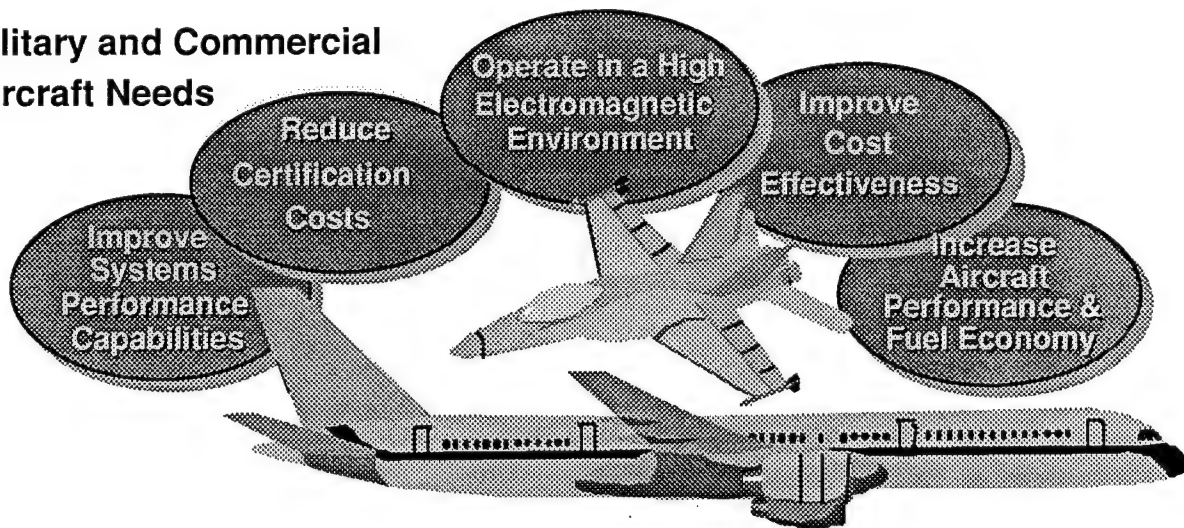 litary and Commercial
rcraft Needs
Improve
Systems
Performance
Capabilities
Reduce
Certification
Costs
Operate in a High
Electromagnetic
Environment
Improve
Cost
Effectiveness
Increase
Aircraft
Performance &
Fuel Economy